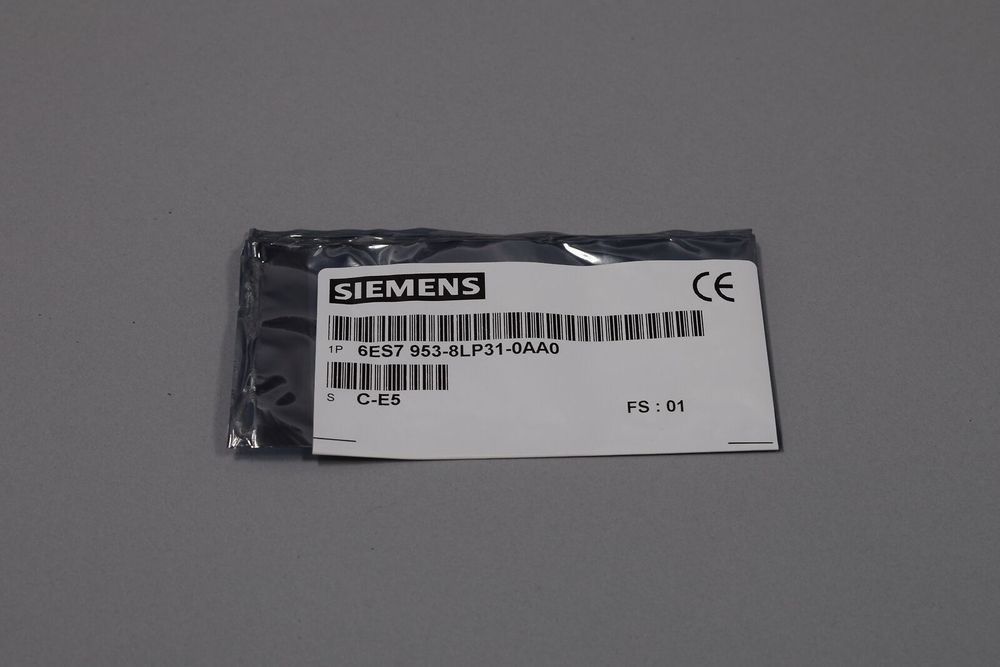 SIEMENS
CE
1P 6ES7 953-8LP31-0AA0
S C-E5
FS : 01